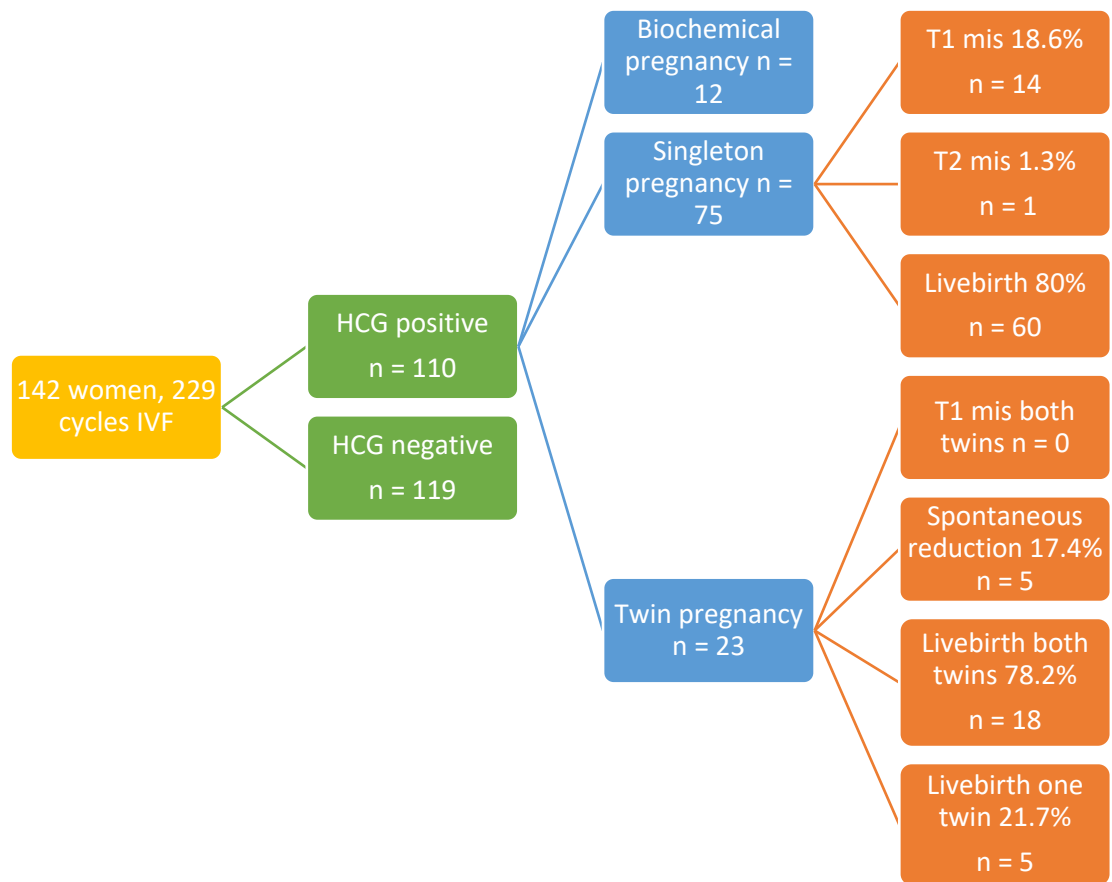 142 women, 229
cycles IVF
HCG positive
n = 110
HCG negative
n = 119
Biochemical
pregnancy n =
12
Singleton
pregnancy n =
75
Twin pregnancy
n = 23
T1 mis 18.6%
n = 14
T2 mis 1.3%
n = 1
Livebirth 80%
n = 60
T1 mis both
twins n = 0
Spontaneous
reduction 17.4%
n = 5
Livebirth both
twins 78.2%
n = 18
Livebirth one
twin 21.7%
n = 5